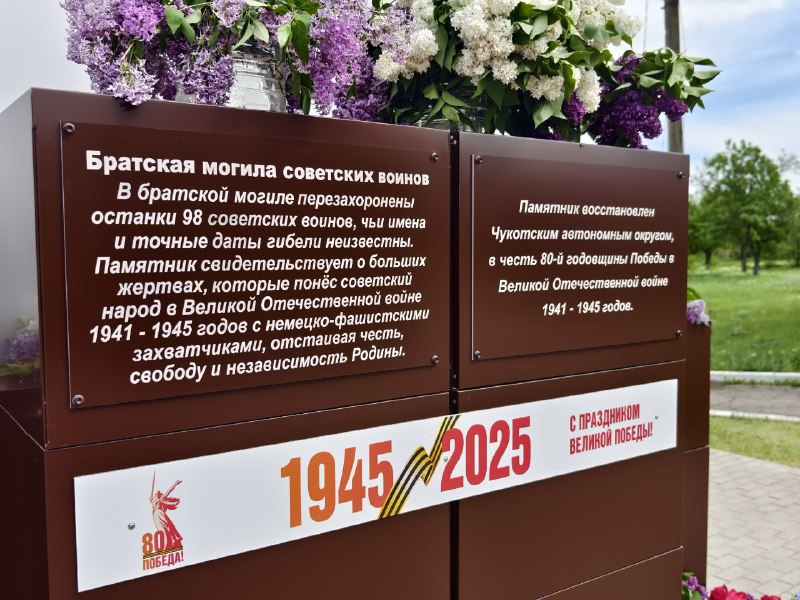 Братская могила советских воинов
В братской могиле перезахоронены
останки 98 советских воинов, чьи имена
и точные даты гибели неизвестны.
Памятник свидетельствует о больших
жертвах, которые понёс советский
народ в Великой Отечественной войне
1941 - 1945 годов с немецко-фашистскими
захватчиками, отстаивая честь,
свободу и независимость Родины.
Памятник восстановлен
Чукотским автономным округом,
в честь 80-й годовщины Победы в
Великой Отечественной войне
1941 - 1945 годов.
80
ПОБЕДА!
1945 2025
С ПРАЗДНИКОМ
ВЕЛИКОЙ ПОБЕДЫ!